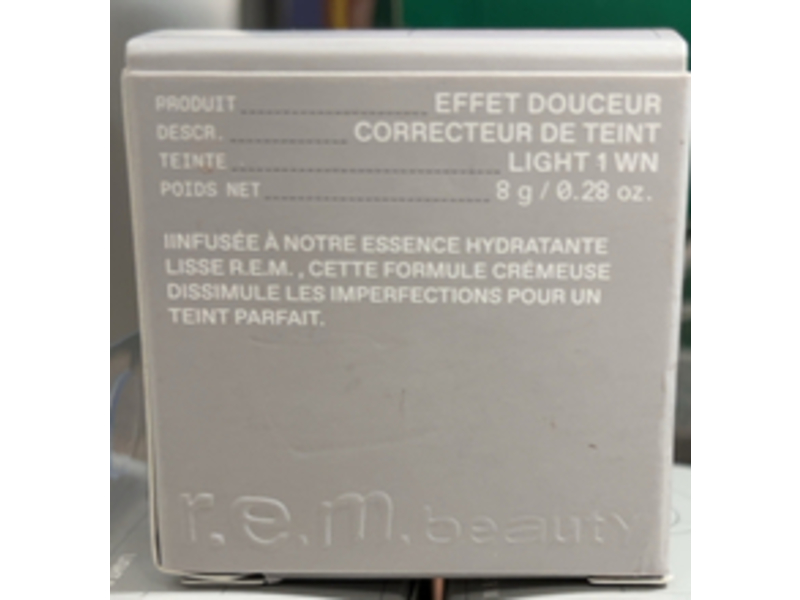 PRODUIT EFFET DOUCEUR
DESCR. CORRECTEUR DE TEINT
TEINTE LIGHT 1 WN
POIDS NET 8 g / 0.28 oz.
IINFUSÉE À NOTRE ESSENCE HYDRATANTE
LISSE R.E.M. , CETTE FORMULE CRÉMEUSE
DISSIMULE LES IMPERFECTIONS POUR UN
TEINT PARFAIT.
r.e.m. beauty